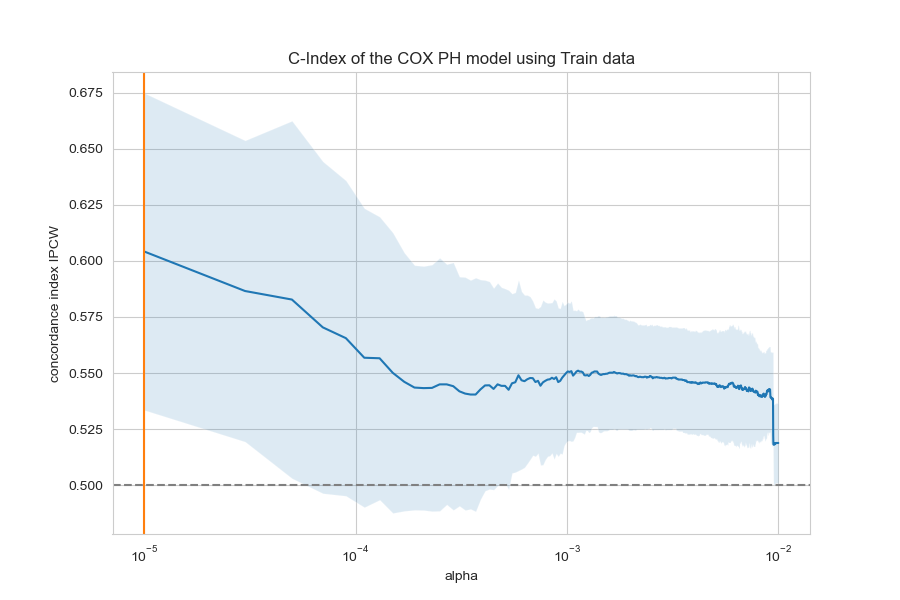 C-Index of the COX PH model using Train data
concordance index IPCW
0.675
0.650
0.625
0.600
0.575
0.550
0.525
0.500
10⁻⁵ 10⁻⁴ 10⁻³ 10⁻²
alpha